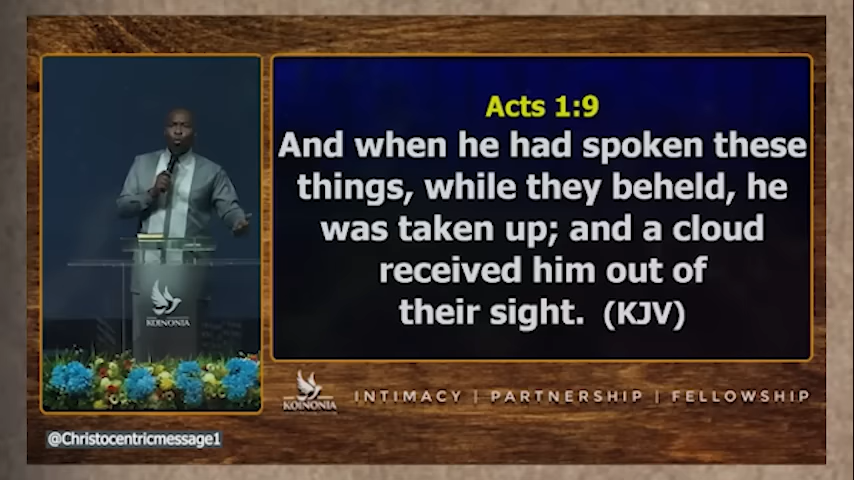 Acts 1:9
And when he had spoken these
things, while they beheld, he
was taken up; and a cloud
received him out of
their sight. (KJV)
KOINONIA
KOINONIA
INTIMACY | PARTNERSHIP | FELLOWSHIP
@Christocentricmessage1